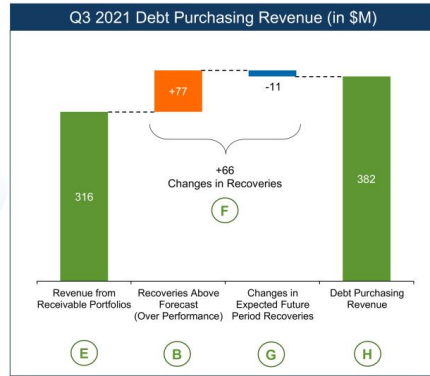 Q3 2021 Debt Purchasing Revenue (in $M)
+77
-11
+66
Changes in Recoveries
F
316
382
Revenue from
Receivable Portfolios
Recoveries Above
Forecast
(Over Performance)
Changes in
Expected Future
Period Recoveries
Debt Purchasing
Revenue
E
B
G
H